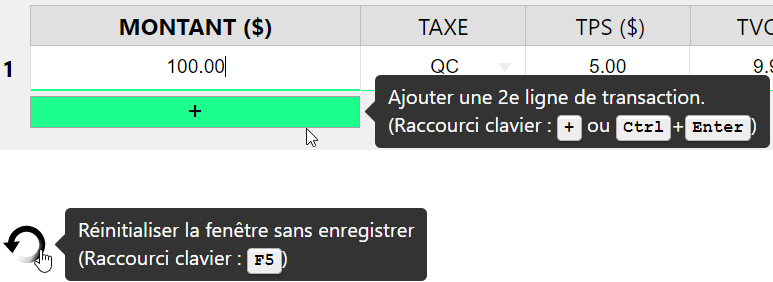 MONTANT ($) TAXE TPS ($)
1 100.00 QC 5.00
+
Ajouter une 2e ligne de transaction.
(Raccourci clavier : + ou Ctrl+Enter)
Réinitialiser la fenêtre sans enregistrer
(Raccourci clavier : F5)